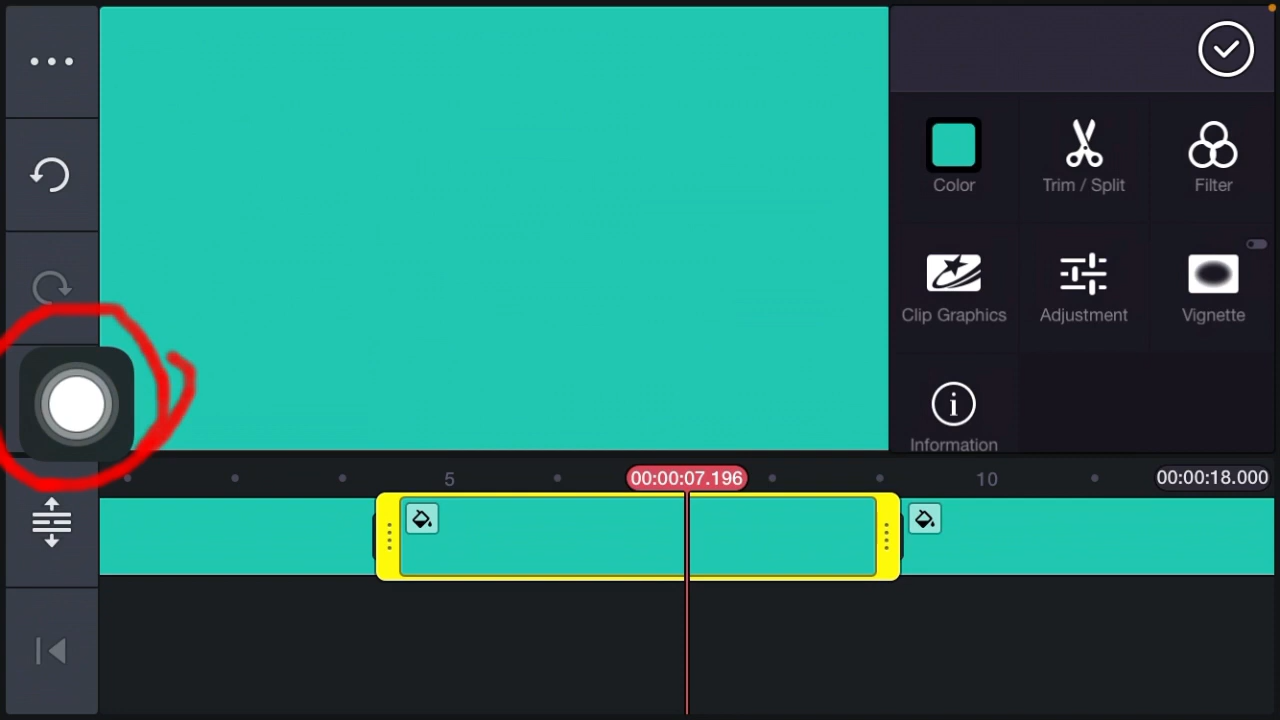 Color
Trim / Split
Filter
Clip Graphics
Adjustment
Vignette
Information
5
00:00:07.196
10
00:00:18.000